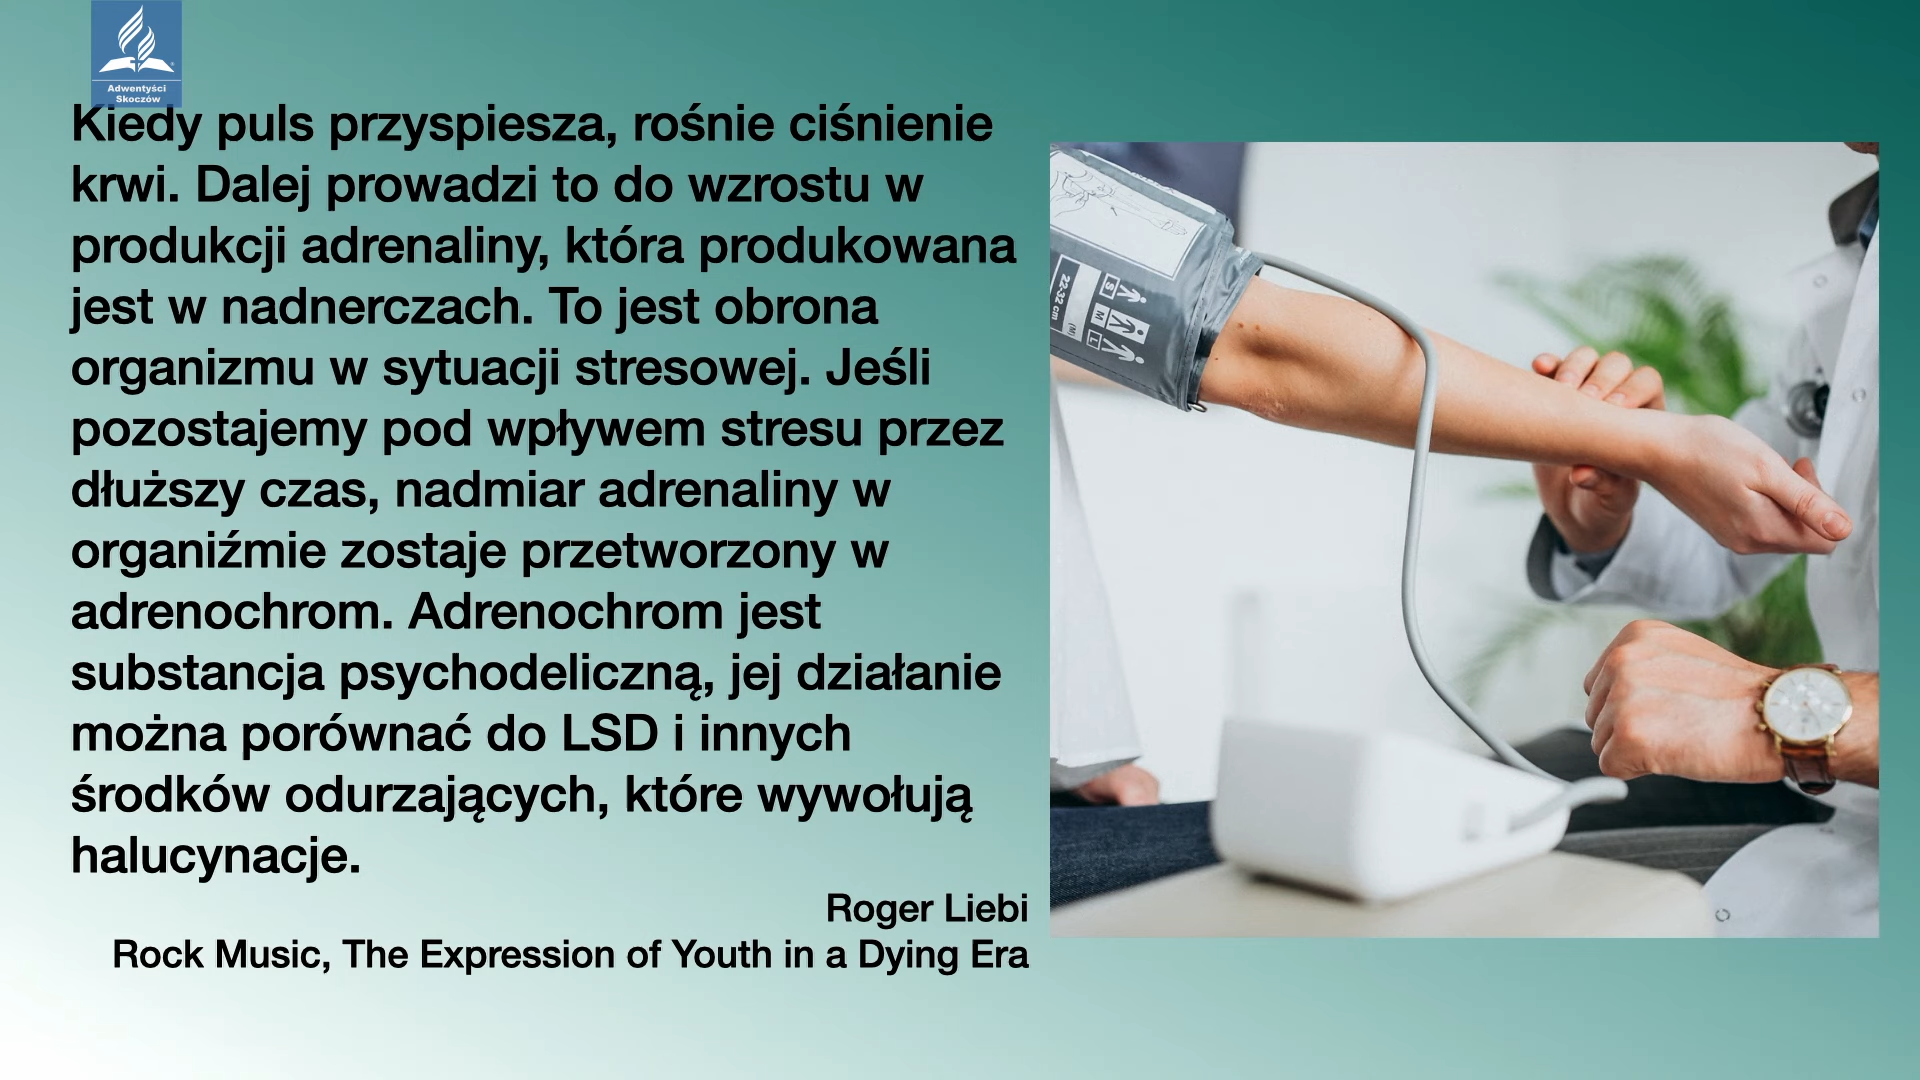 Adwentyści
Skoczów
Kiedy puls przyspiesza, rośnie ciśnienie
krwi. Dalej prowadzi to do wzrostu w
produkcji adrenaliny, która produkowana
jest w nadnerczach. To jest obrona
organizmu w sytuacji stresowej. Jeśli
pozostajemy pod wpływem stresu przez
dłuższy czas, nadmiar adrenaliny w
organiźmie zostaje przetworzony w
adrenochrom. Adrenochrom jest
substancja psychodeliczną, jej działanie
można porównać do LSD i innych
środków odurzających, które wywołują
halucynacje.
Roger Liebi
Rock Music, The Expression of Youth in a Dying Era
22-32 cm
(M)
S
M
L